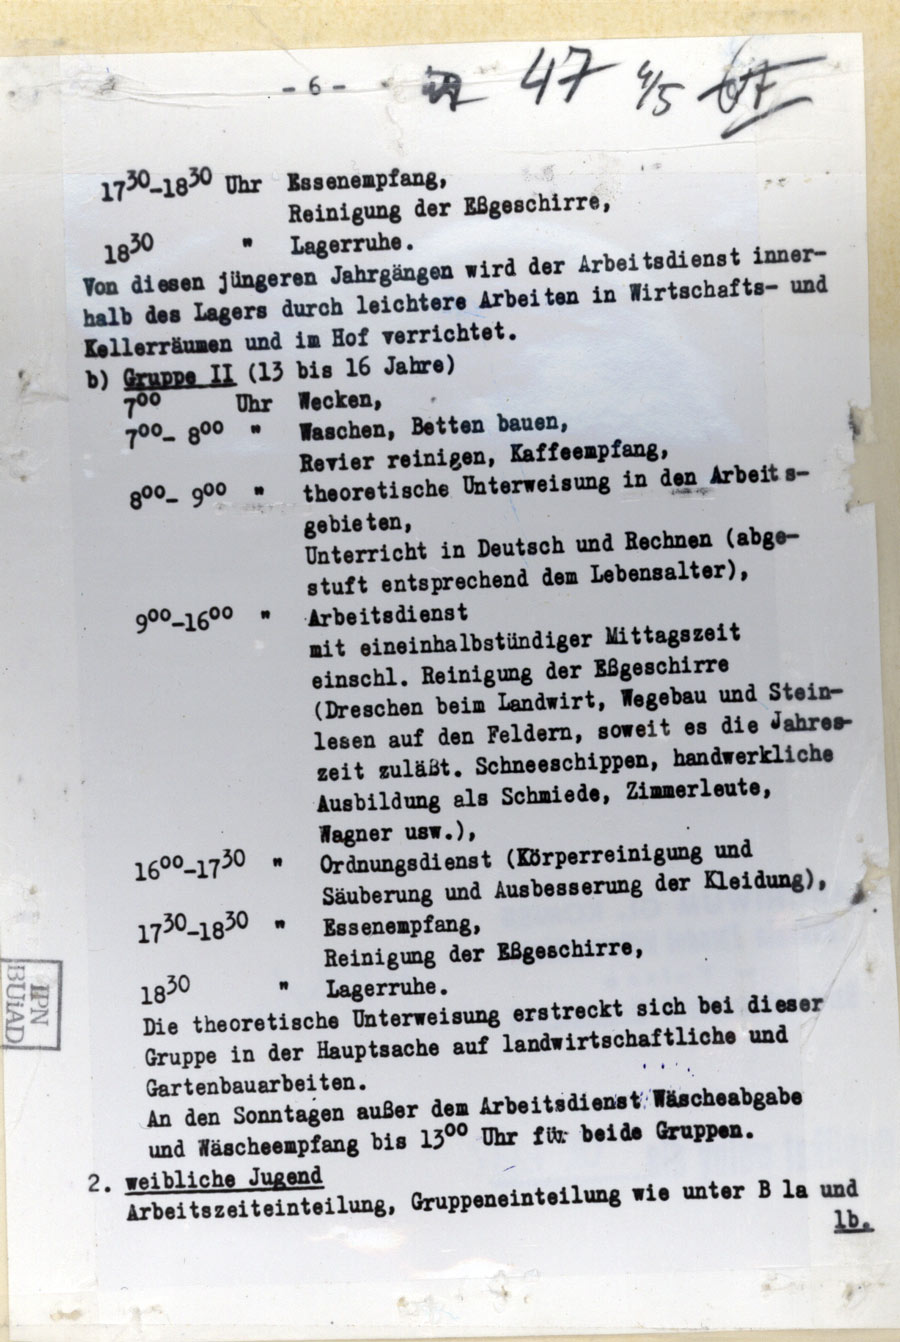 - 6 -
47 4/5
17³⁰-18³⁰ Uhr Essenempfang,
Reinigung der Eßgeschirre,
18³⁰ " Lagerruhe.
Von diesen jüngeren Jahrgängen wird der Arbeitsdienst inner-
halb des Lagers durch leichtere Arbeiten in Wirtschafts- und
Kellerräumen und im Hof verrichtet.
b) Gruppe II (13 bis 16 Jahre)
7⁰⁰ Uhr Wecken,
7⁰⁰- 8⁰⁰ " Waschen, Betten bauen,
Revier reinigen, Kaffeempfang,
8⁰⁰- 9⁰⁰ " theoretische Unterweisung in den Arbeits-
gebieten,
Unterricht in Deutsch und Rechnen (abge-
stuft entsprechend dem Lebensalter),
9⁰⁰-16⁰⁰ " Arbeitsdienst
mit eineinhalbstündiger Mittagszeit
einschl. Reinigung der Eßgeschirre
(Dreschen beim Landwirt, Wegebau und Stein-
lesen auf den Feldern, soweit es die Jahres-
zeit zuläßt. Schneeschippen, handwerkliche
Ausbildung als Schmiede, Zimmerleute,
Wagner usw.),
16⁰⁰-17³⁰ " Ordnungsdienst (Körperreinigung und
Säuberung und Ausbesserung der Kleidung),
17³⁰-18³⁰ " Essenempfang,
Reinigung der Eßgeschirre,
18³⁰ " Lagerruhe.
Die theoretische Unterweisung erstreckt sich bei dieser
Gruppe in der Hauptsache auf landwirtschaftliche und
Gartenbauarbeiten.
An den Sonntagen außer dem Arbeitsdienst Wäscheabgabe
und Wäscheempfang bis 13⁰⁰ Uhr für beide Gruppen.
2. weibliche Jugend
Arbeitszeiteinteilung, Gruppeneinteilung wie unter B 1a und
1b.
IPN
BUiAD